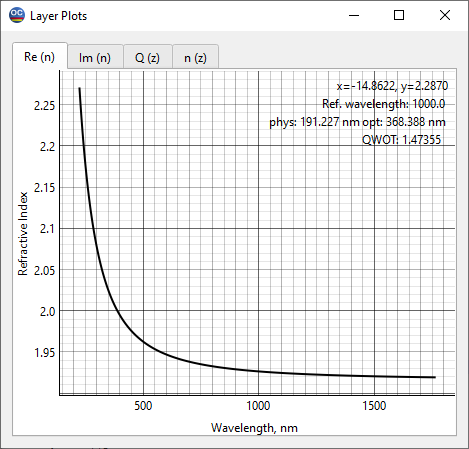 OC Layer Plots
Re (n) Im (n) Q (z) n (z)
x=-14.8622, y=2.2870
Ref. wavelength: 1000.0
phys: 191.227 nm opt: 368.388 nm
QWOT: 1.47355
2.25
2.2
2.15
2.1
2.05
2.0
1.95
Refractive Index
500 1000 1500
Wavelength, nm